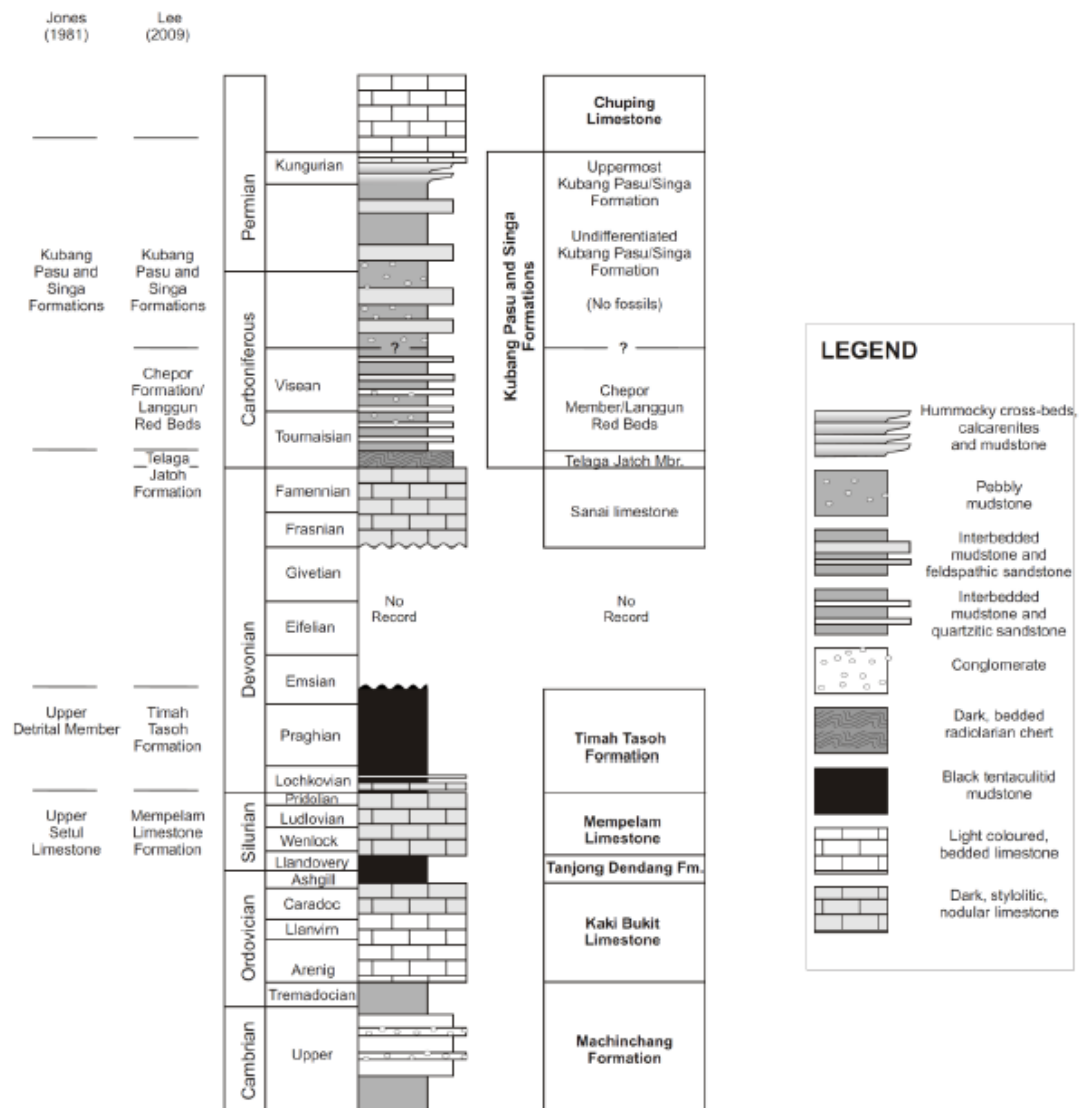 Jones
(1981)
Lee
(2009)
Kubang
Pasu and
Singa
Formations
Upper
Detrital Member
Upper
Setul
Limestone
Kubang
Pasu and
Singa
Formations
Chepor
Formation/
Langgun
Red Beds
Telaga
Jatoh
Formation
Timah
Tasoh
Formation
Mempelam
Limestone
Formation
Permian
Carboniferous
Devonian
Silurian
Ordovician
Cambrian
Kungurian
Visean
Tournaisian
Famennian
Frasnian
Givetian
Eifelian
Emsian
Praghian
Lochkovian
Pridolian
Ludlovian
Wenlock
Llandovery
Ashgill
Caradoc
Llanvirn
Arenig
Tremadocian
Upper
?
No
Record
Kubang Pasu and Singa
Formations
Chuping
Limestone
Uppermost
Kubang Pasu/Singa
Formation
Undifferentiated
Kubang Pasu/Singa
Formation
(No fossils)
?
Chepor
Member/Langgun
Red Beds
Telaga Jatoh Mbr.
Sanai limestone
No
Record
Timah Tasoh
Formation
Mempelam
Limestone
Tanjong Dendang Fm.
Kaki Bukit
Limestone
Machinchang
Formation
LEGEND
Hummocky cross-beds,
calcarenites
and mudstone
Pebbly
mudstone
Interbedded
mudstone and
feldspathic sandstone
Interbedded
mudstone and
quartzitic sandstone
Conglomerate
Dark, bedded
radiolarian chert
Black tentaculitid
mudstone
Light coloured,
bedded limestone
Dark, stylolitic,
nodular limestone